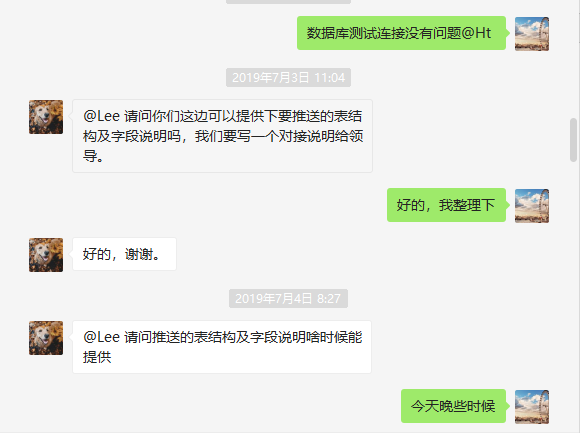 数据库测试连接没有问题@Ht
2019年7月3日 11:04
@Lee 请问你们这边可以提供下要推送的表结
构及字段说明吗，我们要写一个对接说明给领
导。
好的，我整理下
好的，谢谢。
2019年7月4日 8:27
@Lee 请问推送的表结构及字段说明啥时候能
提供
今天晚些时候